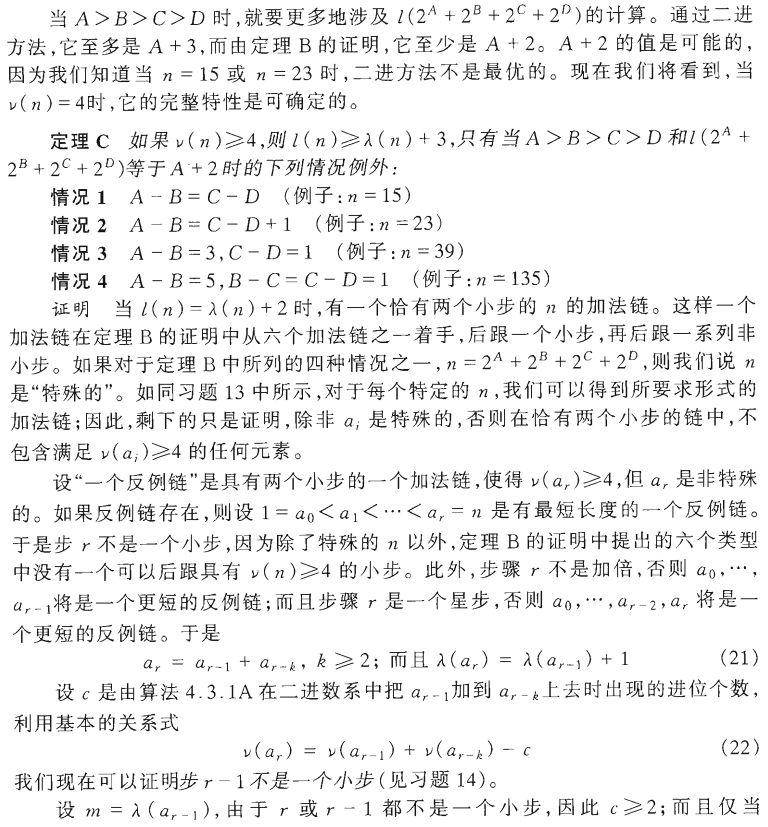 当 A>B>C>D 时,就要更多地涉及 l(2^A+2^B+2^C+2^D)的计算。通过二进
方法,它至多是 A+3,而由定理 B 的证明,它至少是 A+2。A+2 的值是可能的,
因为我们知道当 n=15 或 n=23 时,二进方法不是最优的。现在我们将看到,当
ν(n)=4时,它的完整特性是可确定的。
定理 C 如果 ν(n)≥4,则 l(n)≥λ(n)+3,只有当 A>B>C>D 和l(2^A+
2^B+2^C+2^D)等于 A+2 时的下列情况例外:
情况 1 A-B=C-D (例子:n=15)
情况 2 A-B=C-D+1 (例子:n=23)
情况 3 A-B=3,C-D=1 (例子:n=39)
情况 4 A-B=5,B-C=C-D=1 (例子:n=135)
证明 当 l(n)=λ(n)+2 时,有一个恰有两个小步的 n 的加法链。这样一个
加法链在定理 B 的证明中从六个加法链之一着手,后跟一个小步,再后跟一系列非
小步。如果对于定理 B 中所列的四种情况之一,n=2^A+2^B+2^C+2^D,则我们说 n
是“特殊的”。如同习题 13 中所示,对于每个特定的 n,我们可以得到所要求形式的
加法链;因此,剩下的只是证明,除非 a_i 是特殊的,否则在恰有两个小步的链中,不
包含满足 ν(a_i)≥4 的任何元素。
设“一个反例链”是具有两个小步的一个加法链,使得 ν(a_r)≥4,但 a_r 是非特殊
的。如果反例链存在,则设 1=a_0<a_1<⋯<a_r=n 是有最短长度的一个反例链。
于是步 r 不是一个小步,因为除了特殊的 n 以外,定理 B 的证明中提出的六个类型
中没有一个可以后跟具有 ν(n)≥4 的小步。此外,步骤 r 不是加倍,否则 a_0,⋯,
a_{r-1}将是一个更短的反例链;而且步骤 r 是一个星步,否则 a_0,⋯,a_{r-2},a_r 将是一
个更短的反例链。于是
a_r = a_{r-1} + a_{r-k}, k ≥ 2; 而且 λ(a_r) = λ(a_{r-1}) + 1 (21)
设 c 是由算法 4.3.1A 在二进数系中把 a_{r-1}加到 a_{r-k}上去时出现的进位个数,
利用基本的关系式
ν(a_r) = ν(a_{r-1}) + ν(a_{r-k}) - c (22)
我们现在可以证明步 r-1 不是一个小步(见习题 14)。
设 m = λ(a_{r-1}),由于 r 或 r-1 都不是一个小步,因此 c≥2;而且仅当